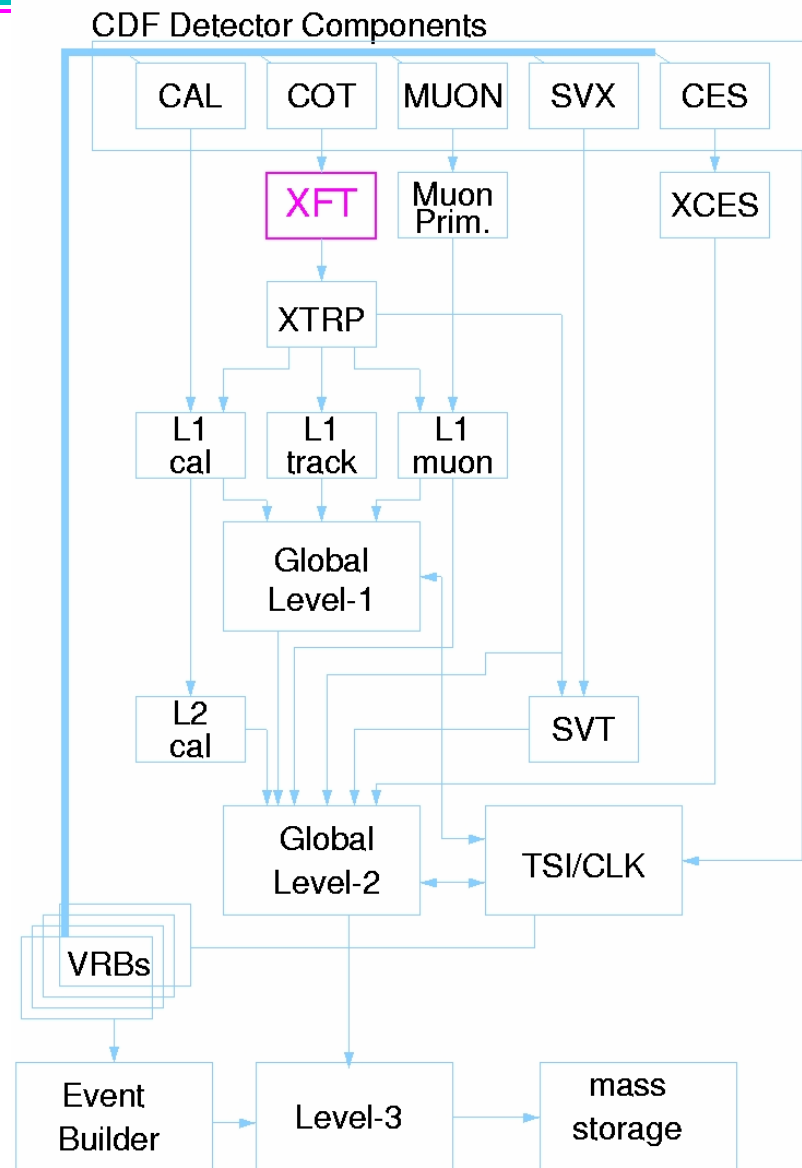 CDF Detector Components
CAL
COT
MUON
SVX
CES
XFT
Muon
Prim.
XCES
XTRP
L1
cal
L1
track
L1
muon
Global
Level-1
L2
cal
SVT
Global
Level-2
TSI/CLK
VRBs
Event
Builder
Level-3
mass
storage